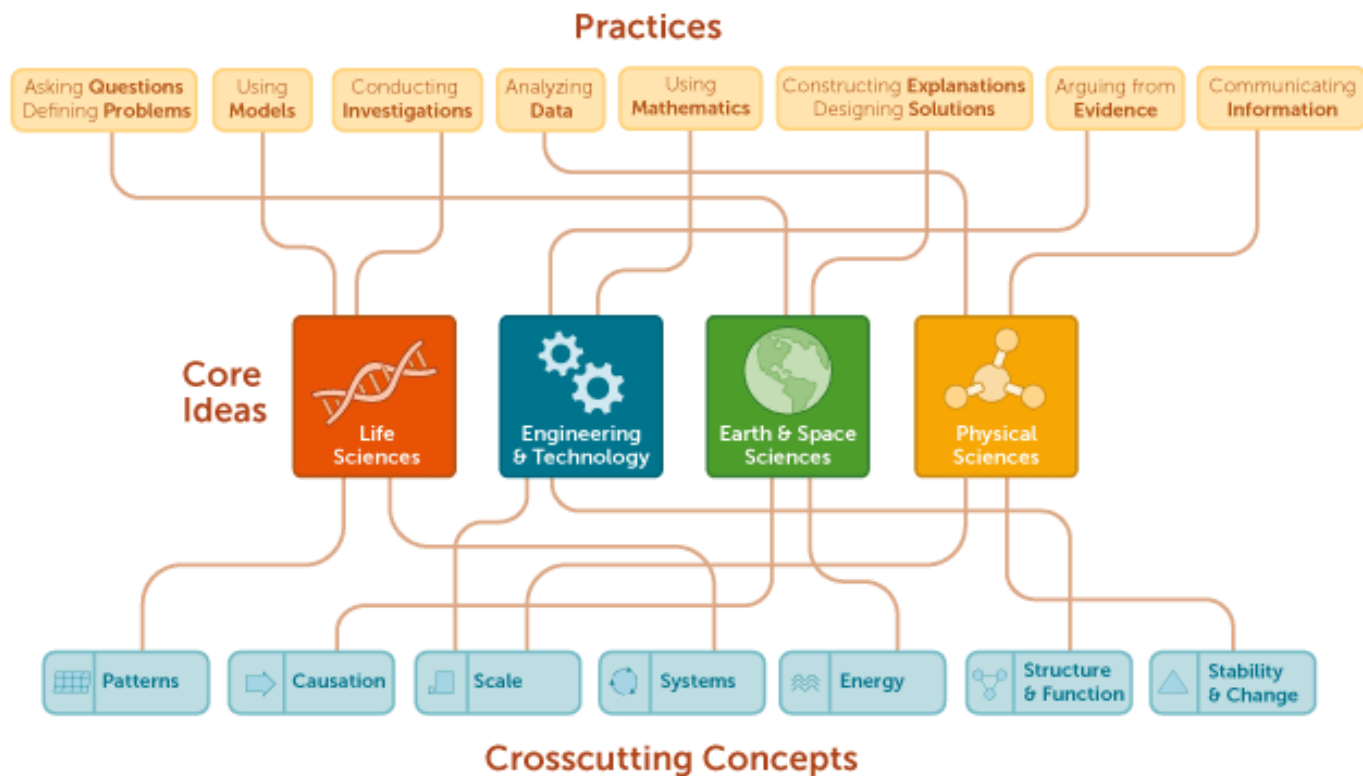 Practices
Asking Questions
Defining Problems
Using
Models
Conducting
Investigations
Analyzing
Data
Using
Mathematics
Constructing Explanations
Designing Solutions
Arguing from
Evidence
Communicating
Information
Core
Ideas
Life
Sciences
Engineering
& Technology
Earth & Space
Sciences
Physical
Sciences
Patterns
Causation
Scale
Systems
Energy
Structure
& Function
Stability
& Change
Crosscutting Concepts